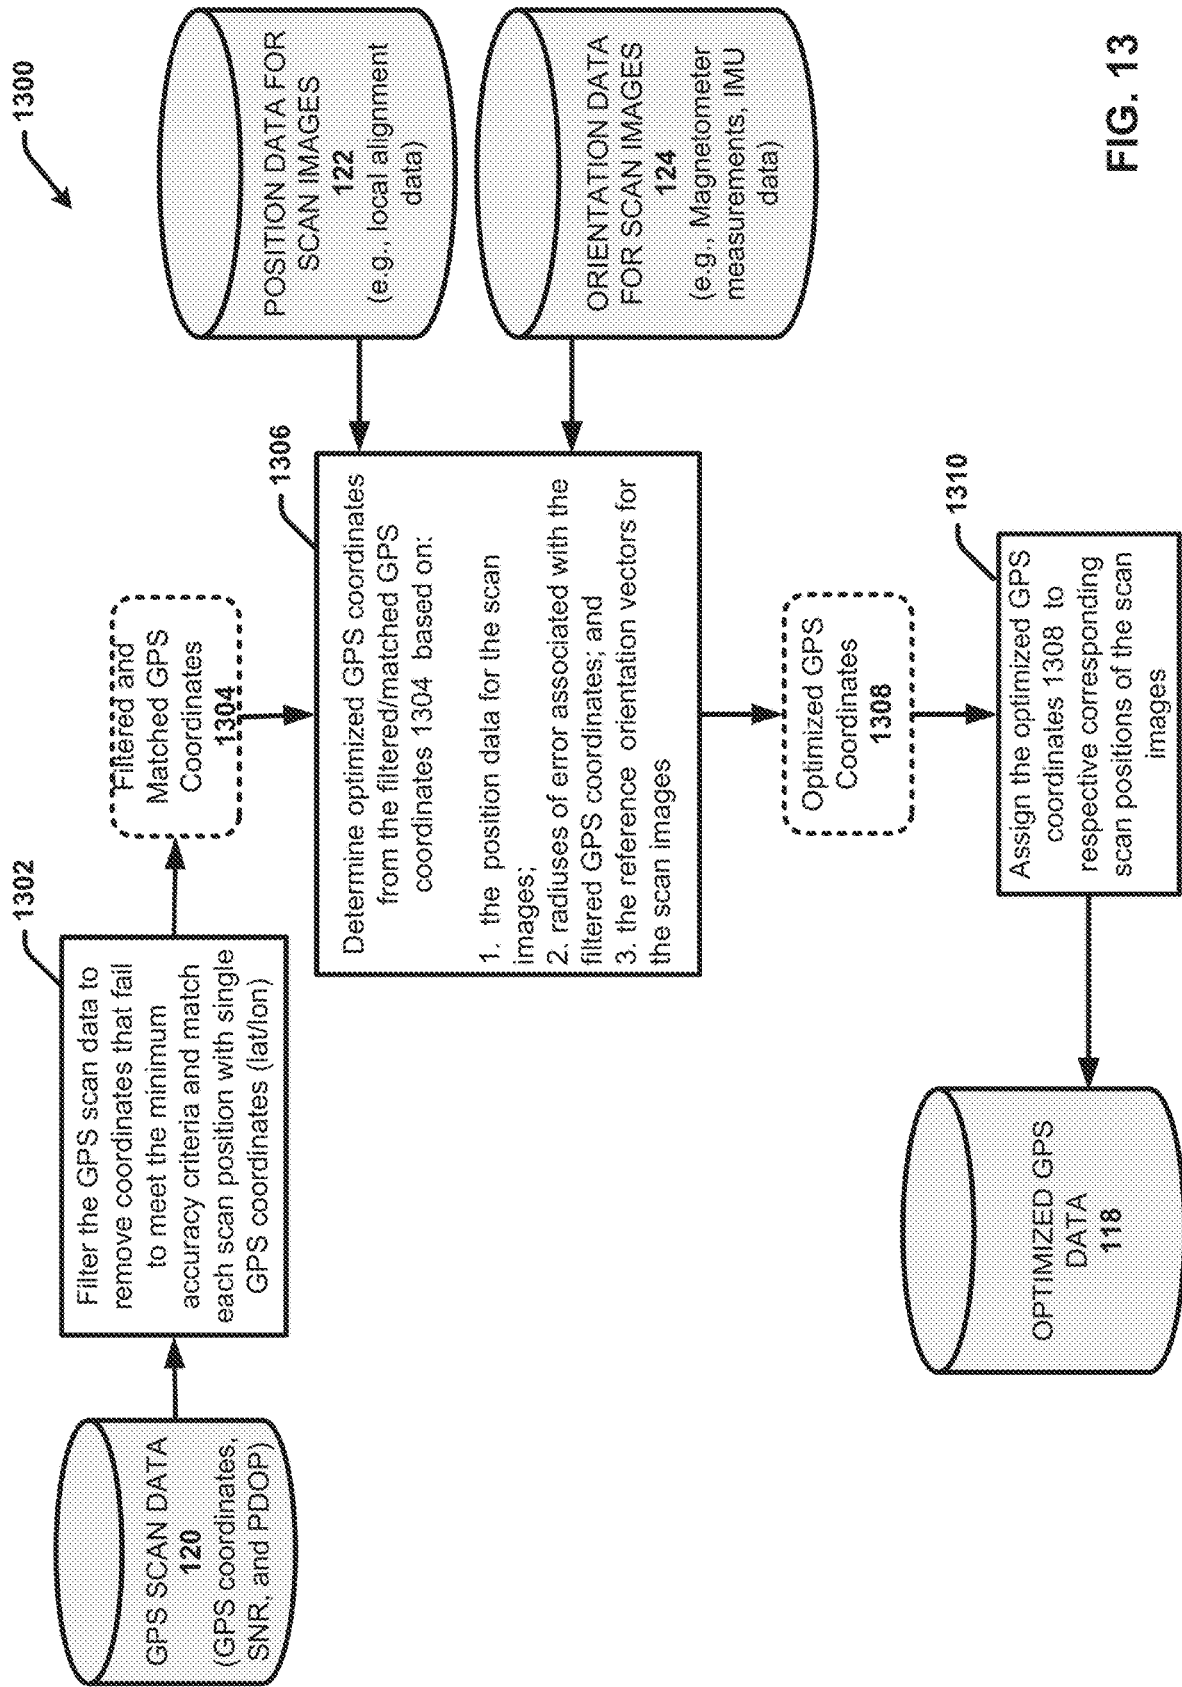 1300
GPS SCAN DATA
120
(GPS coordinates,
SNR, and PDOP)
1302
Filter the GPS scan data to
remove coordinates that fail
to meet the minimum
accuracy criteria and match
each scan position with single
GPS coordinates (lat/lon)
Filtered and
Matched GPS
Coordinates
1304
POSITION DATA FOR
SCAN IMAGES
122
(e.g., local alignment
data)
1306
Determine optimized GPS coordinates
from the filtered/matched GPS
coordinates 1304 based on:
1. the position data for the scan
images;
2. radiuses of error associated with the
filtered GPS coordinates; and
3. the reference orientation vectors for
the scan images
ORIENTATION DATA
FOR SCAN IMAGES
124
(e.g., Magnetometer
measurements, IMU
data)
Optimized GPS
Coordinates
1308
1310
Assign the optimized GPS
coordinates 1308 to
respective corresponding
scan positions of the scan
images
OPTIMIZED GPS
DATA
118
FIG. 13